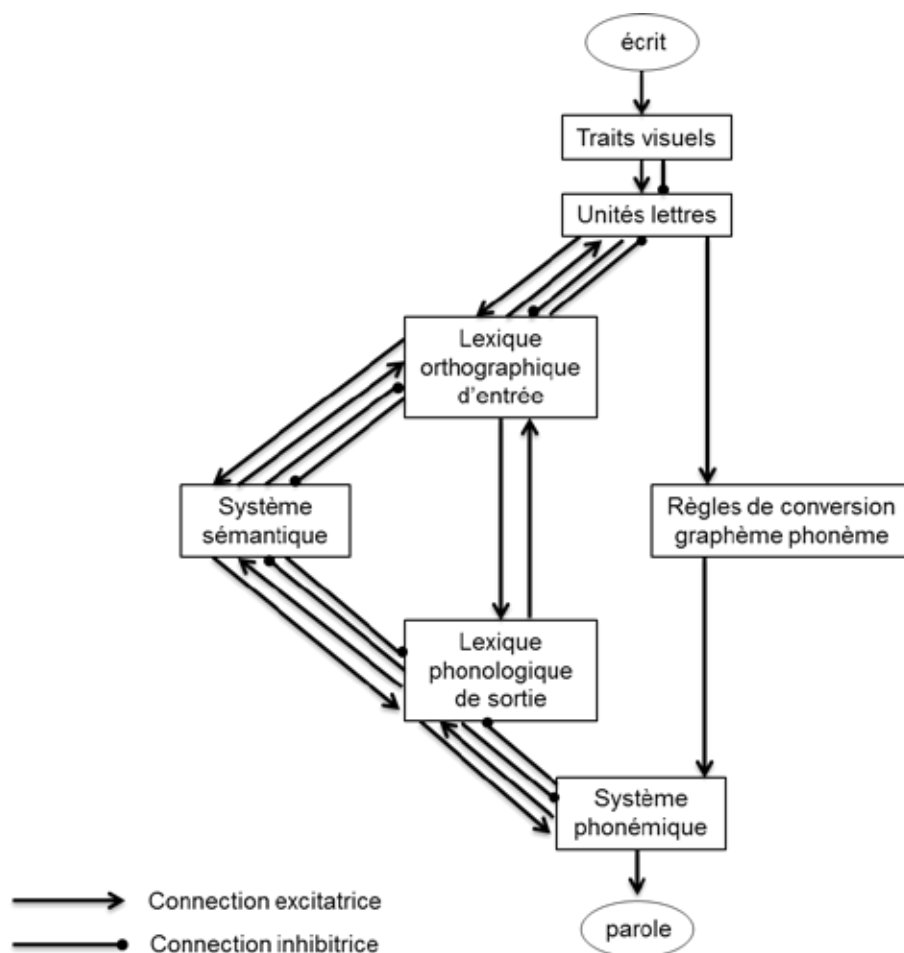 écrit
Traits visuels
Unités lettres
Lexique
orthographique
d'entrée
Système
sémantique
Règles de conversion
graphème phonème
Lexique
phonologique
de sortie
Système
phonémique
Connection excitatrice
Connection inhibitrice
parole